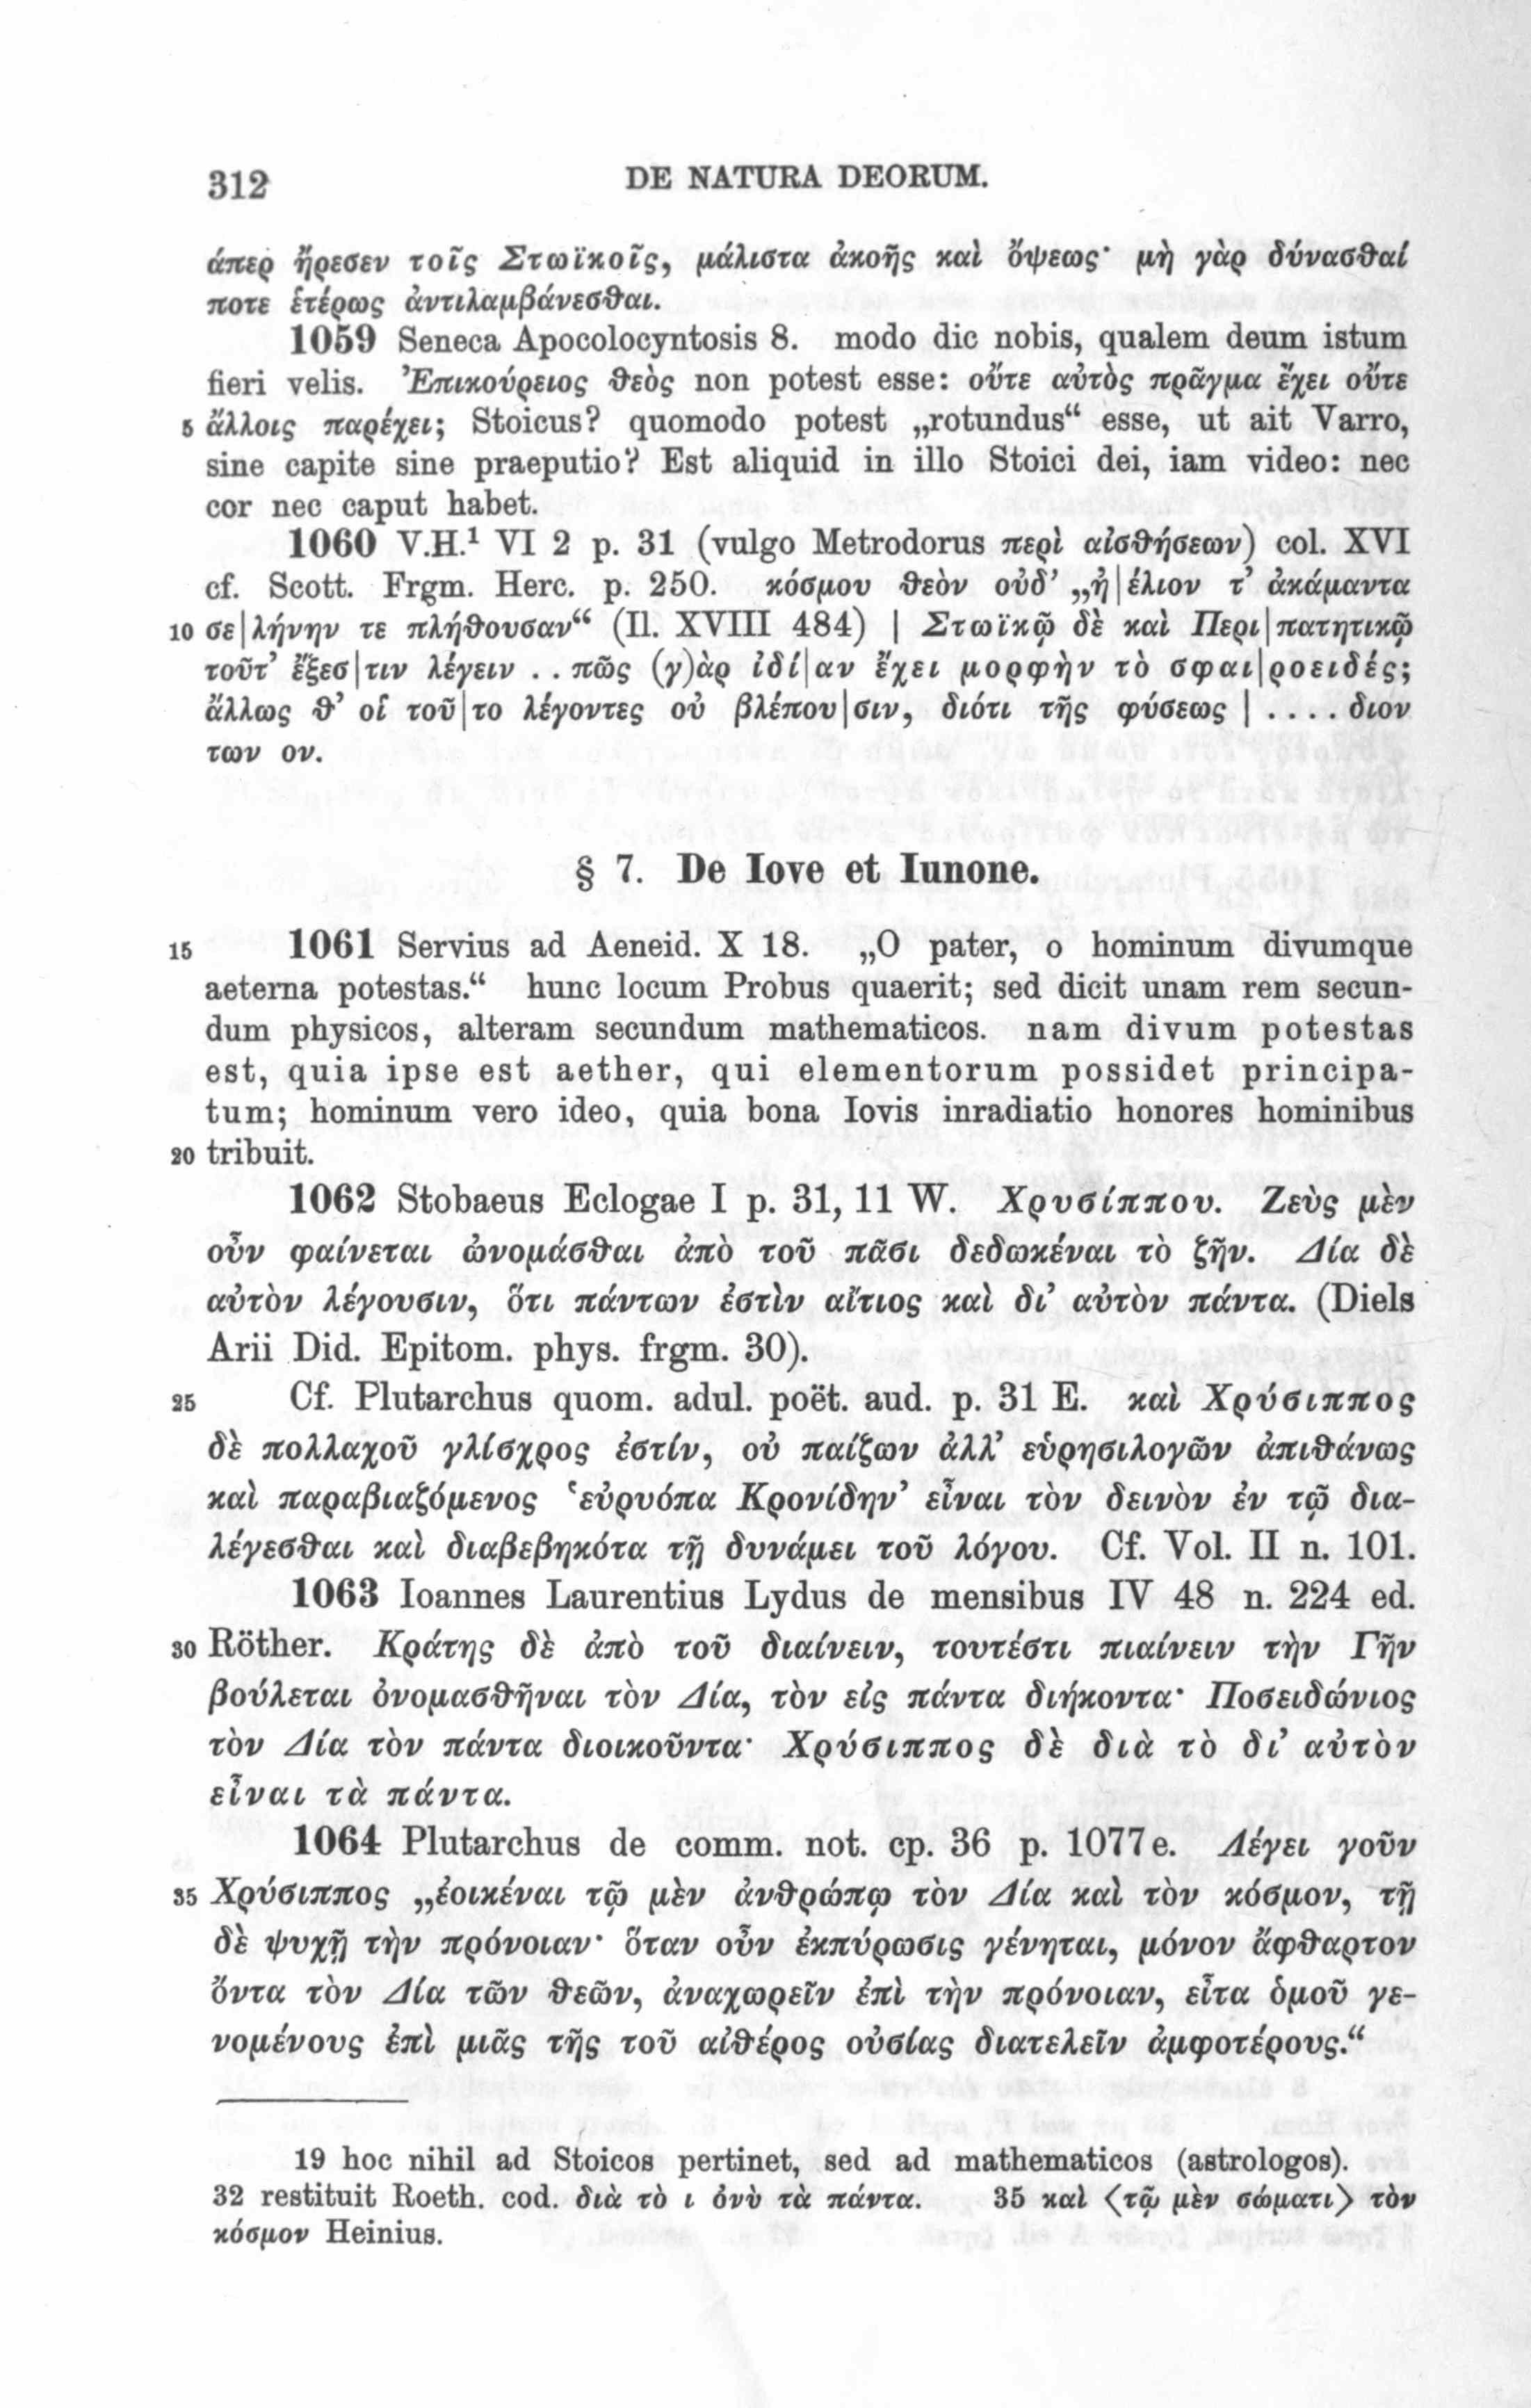 312 DE NATURA DEORUM.
ἅπερ ἤρεσεν τοῖς Στωϊκοῖς, μάλιστα ἀκοῆς καὶ ὄψεως· μὴ γὰρ δύνασθαί
ποτε ἑτέρως ἀντιλαμβάνεσθαι.
1059 Seneca Apocolocyntosis 8. modo dic nobis, qualem deum istum
fieri velis. Ἐπικούρειος θεὸς non potest esse: οὔτε αὐτὸς πρᾶγμα ἔχει οὔτε
5 ἄλλοις παρέχει; Stoicus? quomodo potest „rotundus“ esse, ut ait Varro,
sine capite sine praeputio? Est aliquid in illo Stoici dei, iam video: nec
cor nec caput habet.
1060 V.H.¹ VI 2 p. 31 (vulgo Metrodorus περὶ αἰσθήσεων) col. XVI
cf. Scott. Frgm. Herc. p. 250. κόσμου θεὸν οὐδ’ „ἠ|έλιον τ’ ἀκάμαντα
10 σε|λήνην τε πλήθουσαν“ (Il. XVIII 484) | Στωϊκῷ δὲ καὶ Περι|πατητικῷ
τοῦτ’ ἔξεσ|τιν λέγειν . . πῶς (γ)ὰρ ἰδί|αν ἔχει μορφὴν τὸ σφαι|ροειδές;
ἄλλως θ’ οἱ τοῦ|το λέγοντες οὐ βλέπου|σιν, διότι τῆς φύσεως | . . . . διον
των ον.
§ 7. De Iove et Iunone.
15 1061 Servius ad Aeneid. X 18. „O pater, o hominum divumque
aeterna potestas.“ hunc locum Probus quaerit; sed dicit unam rem secun-
dum physicos, alteram secundum mathematicos. nam divum potestas
est, quia ipse est aether, qui elementorum possidet principa-
tum; hominum vero ideo, quia bona Iovis inradiatio honores hominibus
20 tribuit.
1062 Stobaeus Eclogae I p. 31, 11 W. Χρυσίππου. Ζεὺς μὲν
οὖν φαίνεται ὠνομάσθαι ἀπὸ τοῦ πᾶσι δεδωκέναι τὸ ζῆν. Δία δὲ
αὐτὸν λέγουσιν, ὅτι πάντων ἐστὶν αἴτιος καὶ δι’ αὐτὸν πάντα. (Diels
Arii Did. Epitom. phys. frgm. 30).
25 Cf. Plutarchus quom. adul. poët. aud. p. 31 E. καὶ Χρύσιππος
δὲ πολλαχοῦ γλίσχρος ἐστίν, οὐ παίζων ἀλλ’ εὑρησιλογῶν ἀπιθάνως
καὶ παραβιαζόμενος ‘εὐρυόπα Κρονίδην’ εἶναι τὸν δεινὸν ἐν τῷ δια-
λέγεσθαι καὶ διαβεβηκότα τῇ δυνάμει τοῦ λόγου. Cf. Vol. II n. 101.
1063 Ioannes Laurentius Lydus de mensibus IV 48 n. 224 ed.
30 Röther. Κράτης δὲ ἀπὸ τοῦ διαίνειν, τουτέστι πιαίνειν τὴν Γῆν
βούλεται ὀνομασθῆναι τὸν Δία, τὸν εἰς πάντα διήκοντα· Ποσειδώνιος
τὸν Δία τὸν πάντα διοικοῦντα· Χρύσιππος δὲ διὰ τὸ δι’ αὐτὸν
εἶναι τὰ πάντα.
1064 Plutarchus de comm. not. cp. 36 p. 1077 e. Λέγει γοῦν
35 Χρύσιππος „ἐοικέναι τῷ μὲν ἀνθρώπῳ τὸν Δία καὶ τὸν κόσμον, τῇ
δὲ ψυχῇ τὴν πρόνοιαν· ὅταν οὖν ἐκπύρωσις γένηται, μόνον ἄφθαρτον
ὄντα τὸν Δία τῶν θεῶν, ἀναχωρεῖν ἐπὶ τὴν πρόνοιαν, εἶτα ὁμοῦ γε-
νομένους ἐπὶ μιᾶς τῆς τοῦ αἰθέρος οὐσίας διατελεῖν ἀμφοτέρους.“
19 hoc nihil ad Stoicos pertinet, sed ad mathematicos (astrologos).
32 restituit Roeth. cod. διὰ τὸ ι ὀνὺ τὰ πάντα. 35 καὶ ⟨τῷ μὲν σώματι⟩ τὸν
κόσμον Heinius.